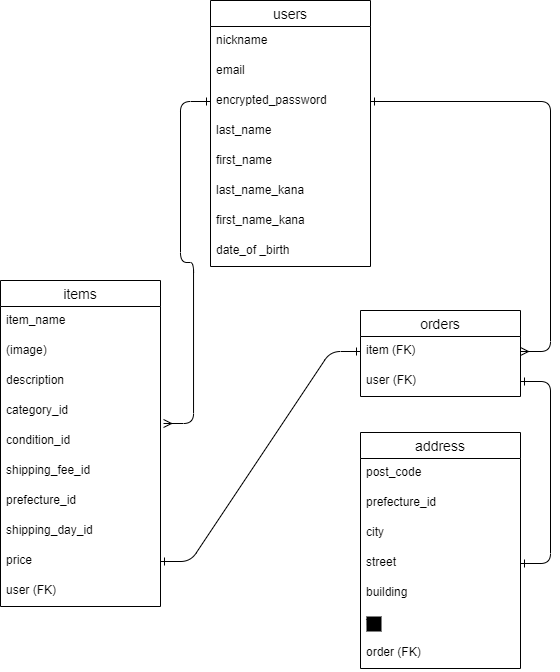 users
nickname
email
encrypted_password
last_name
first_name
last_name_kana
first_name_kana
date_of _birth
items
item_name
(image)
description
category_id
condition_id
shipping_fee_id
prefecture_id
shipping_day_id
price
user (FK)
orders
item (FK)
user (FK)
address
post_code
prefecture_id
city
street
building
order (FK)